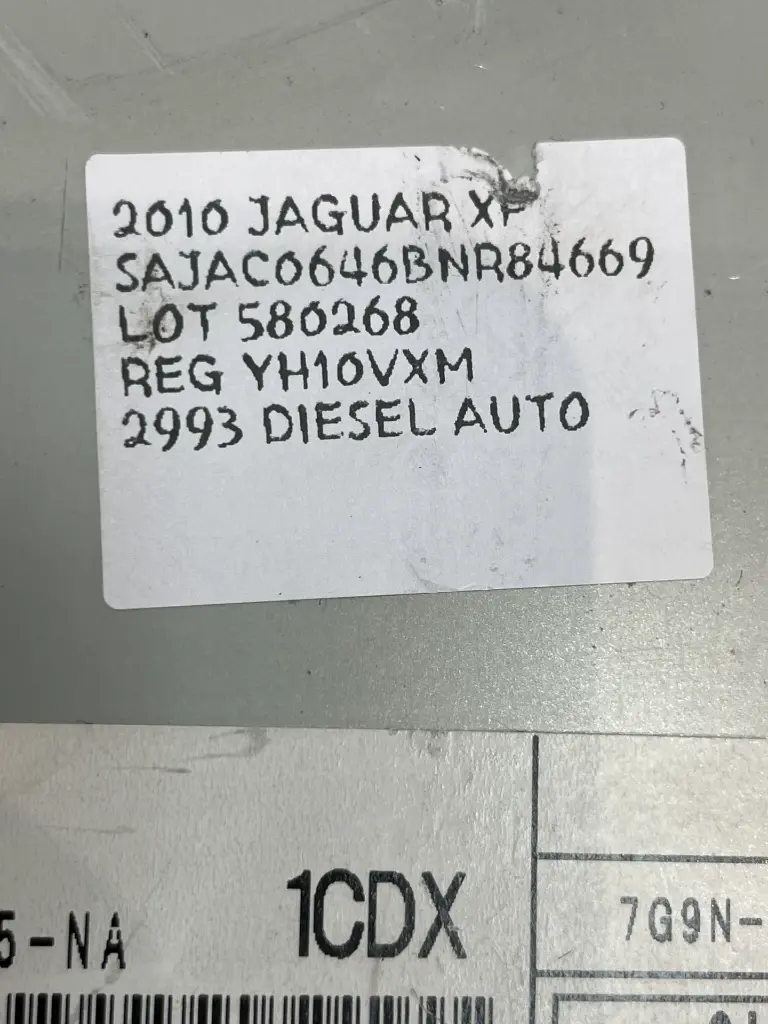 2010 JAGUAR XF
SAJAC0646BNR84669
LOT 580268
REG YH10VXM
2993 DIESEL AUTO
5-NA
1CDX
7G9N-